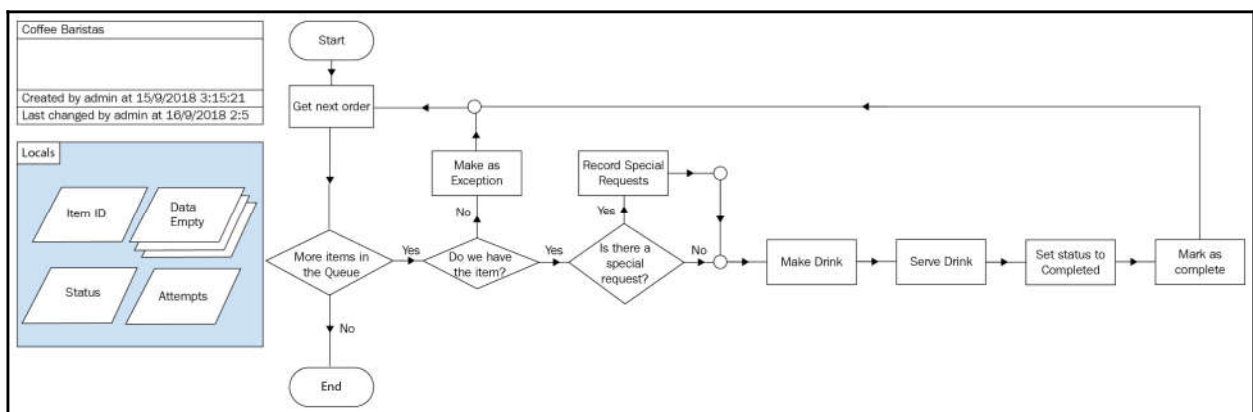 Coffee Baristas
Created by admin at 15/9/2018 3:15:21
Last changed by admin at 16/9/2018 2:5
Locals
Item ID
Data
Empty
Status
Attempts
Start
Get next order
More items in
the Queue
Yes
No
End
Make as
Exception
No
Do we have
the item?
Yes
Record Special
Requests
Yes
Is there a
special
request?
No
Make Drink
Serve Drink
Set status to
Completed
Mark as
complete